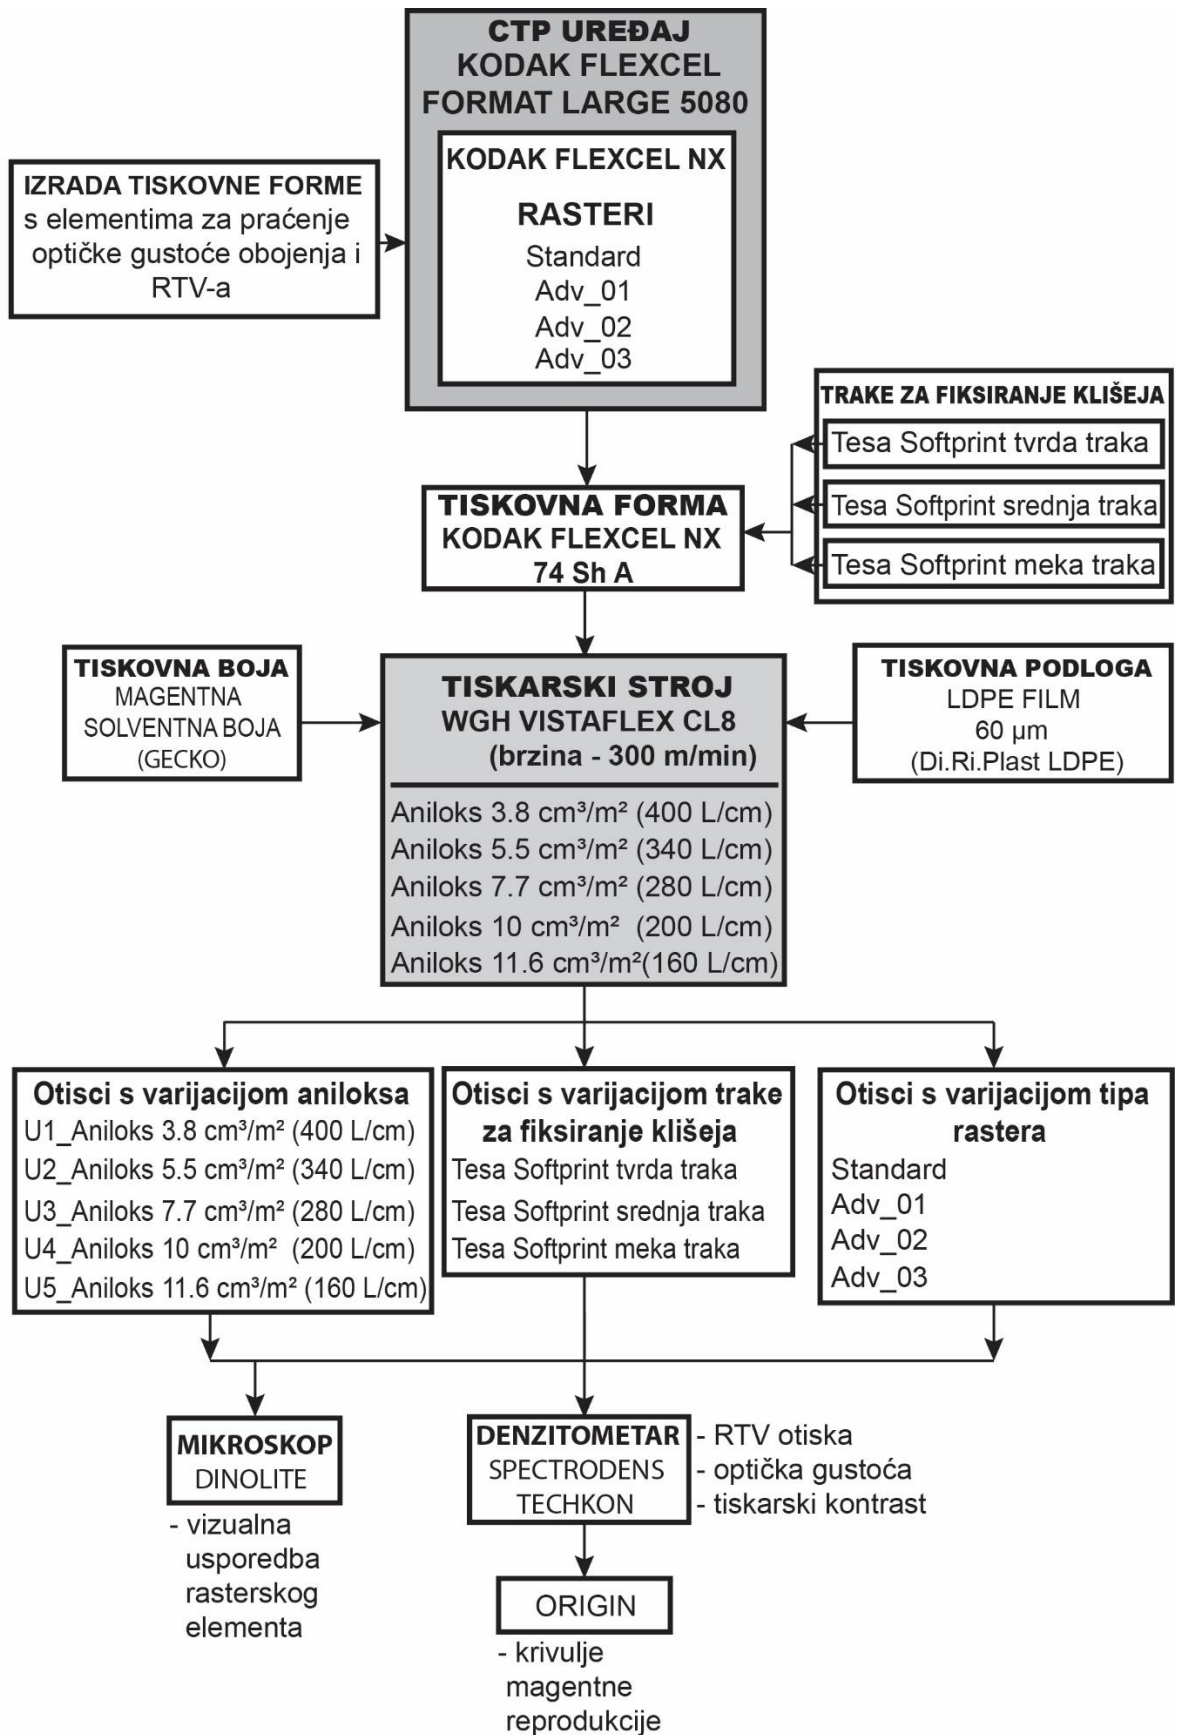 CTP UREĐAJ
KODAK FLEXCEL
FORMAT LARGE 5080
KODAK FLEXCEL NX
RASTERI
Standard
Adv_01
Adv_02
Adv_03
IZRADA TISKOVNE FORME
s elementima za praćenje
optičke gustoće obojenja i
RTV-a
TRAKE ZA FIKSIRANJE KLIŠEJA
Tesa Softprint tvrda traka
Tesa Softprint srednja traka
Tesa Softprint meka traka
TISKOVNA FORMA
KODAK FLEXCEL NX
74 Sh A
TISKOVNA BOJA
MAGENTNA
SOLVENTNA BOJA
(GECKO)
TISKARSKI STROJ
WGH VISTAFLEX CL8
(brzina - 300 m/min)
Aniloks 3.8 cm³/m² (400 L/cm)
Aniloks 5.5 cm³/m² (340 L/cm)
Aniloks 7.7 cm³/m² (280 L/cm)
Aniloks 10 cm³/m² (200 L/cm)
Aniloks 11.6 cm³/m²(160 L/cm)
TISKOVNA PODLOGA
LDPE FILM
60 µm
(Di.Ri.Plast LDPE)
Otisci s varijacijom aniloksa
U1_Aniloks 3.8 cm³/m² (400 L/cm)
U2_Aniloks 5.5 cm³/m² (340 L/cm)
U3_Aniloks 7.7 cm³/m² (280 L/cm)
U4_Aniloks 10 cm³/m² (200 L/cm)
U5_Aniloks 11.6 cm³/m² (160 L/cm)
Otisci s varijacijom trake
za fiksiranje klišeja
Tesa Softprint tvrda traka
Tesa Softprint srednja traka
Tesa Softprint meka traka
Otisci s varijacijom tipa
rastera
Standard
Adv_01
Adv_02
Adv_03
MIKROSKOP
DINOLITE
- vizualna
usporedba
rasterskog
elementa
DENZITOMETAR
SPECTRODENS
TECHKON
- RTV otiska
- optička gustoća
- tiskarski kontrast
ORIGIN
- krivulje
magentne
reprodukcije